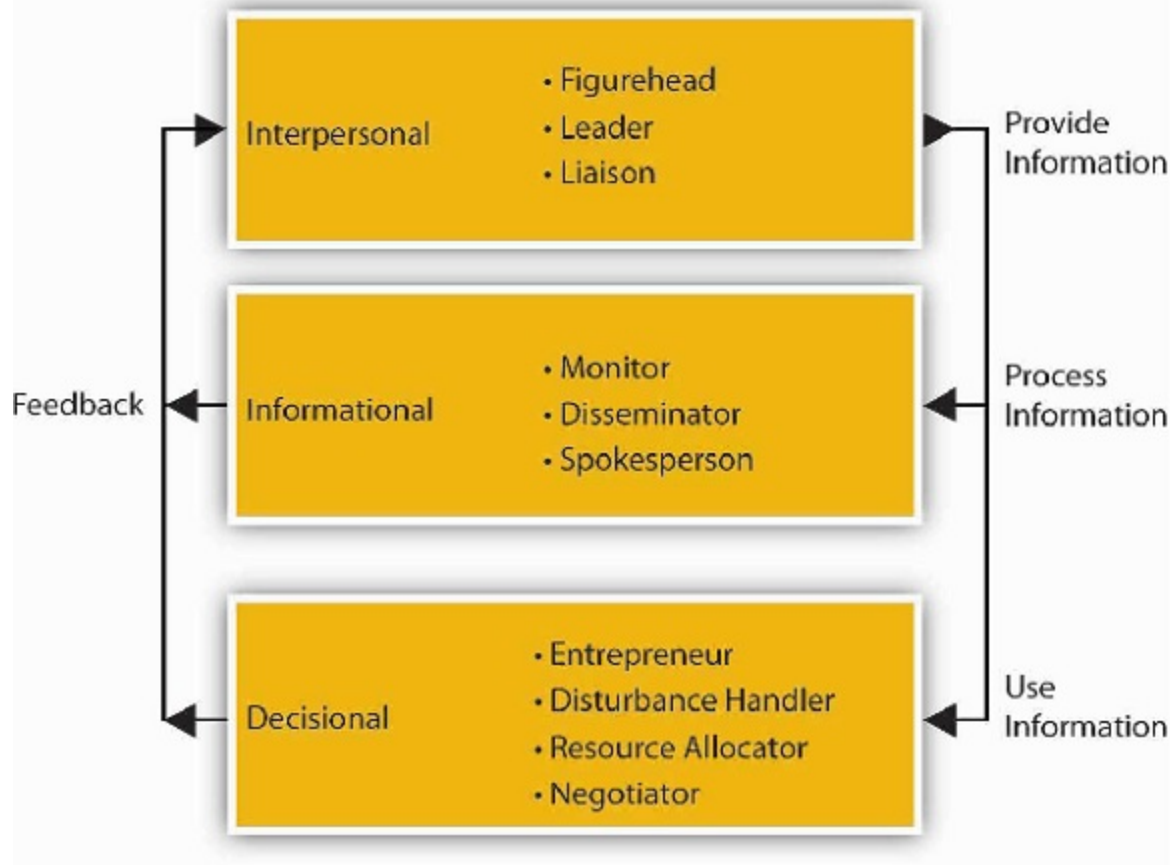 Interpersonal
• Figurehead
• Leader
• Liaison
Provide
Information
Feedback
Informational
• Monitor
• Disseminator
• Spokesperson
Process
Information
Decisional
• Entrepreneur
• Disturbance Handler
• Resource Allocator
• Negotiator
Use
Information